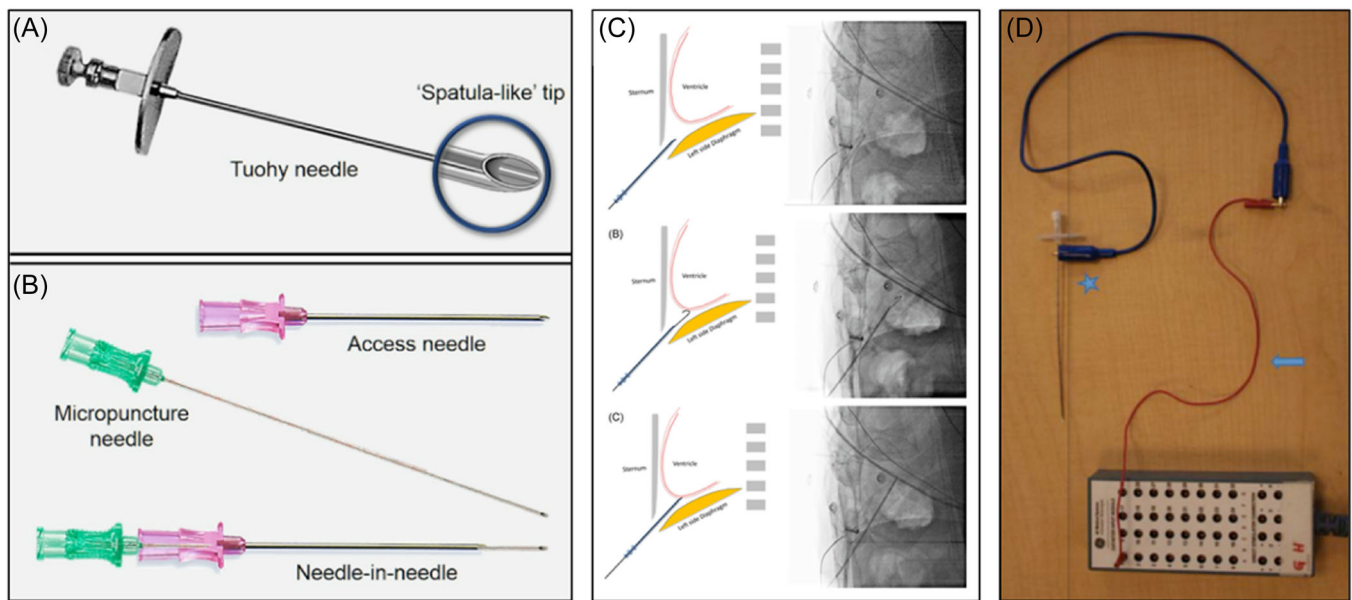 (A)
'Spatula-like' tip
Tuohy needle
(B)
Access needle
Micropuncture
needle
Needle-in-needle
(C)
Sternum
Ventricle
Left side Diaphragm
(B)
Sternum
Ventricle
Left side Diaphragm
(C)
Sternum
Ventricle
Left side Diaphragm
(D)